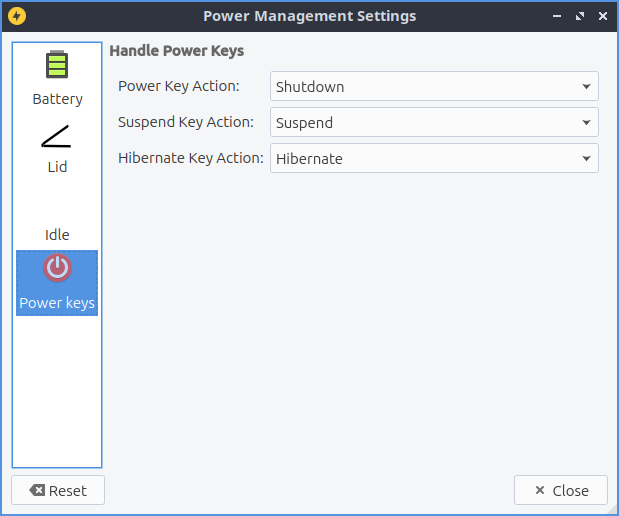 Power Management Settings
Handle Power Keys
Battery
Lid
Idle
Power keys
Power Key Action: Shutdown
Suspend Key Action: Suspend
Hibernate Key Action: Hibernate
Reset
Close